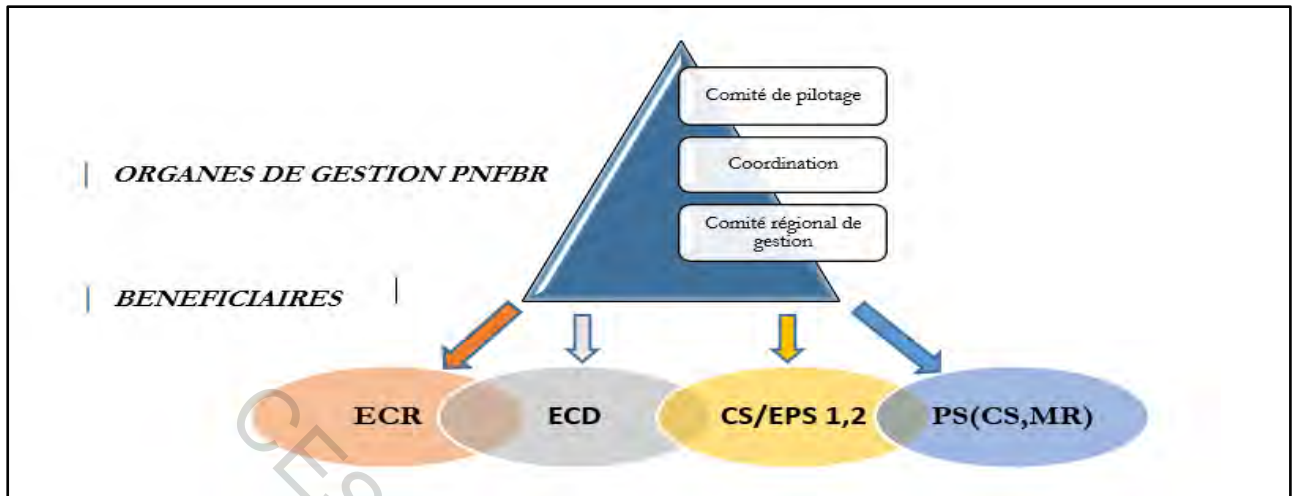 Comité de pilotage
Coordination
ORGANES DE GESTION PNFBR
Comité régional de
gestion
BENEFICIAIRES
ECR
ECD
CS/EPS 1,2
PS(CS,MR)
CES